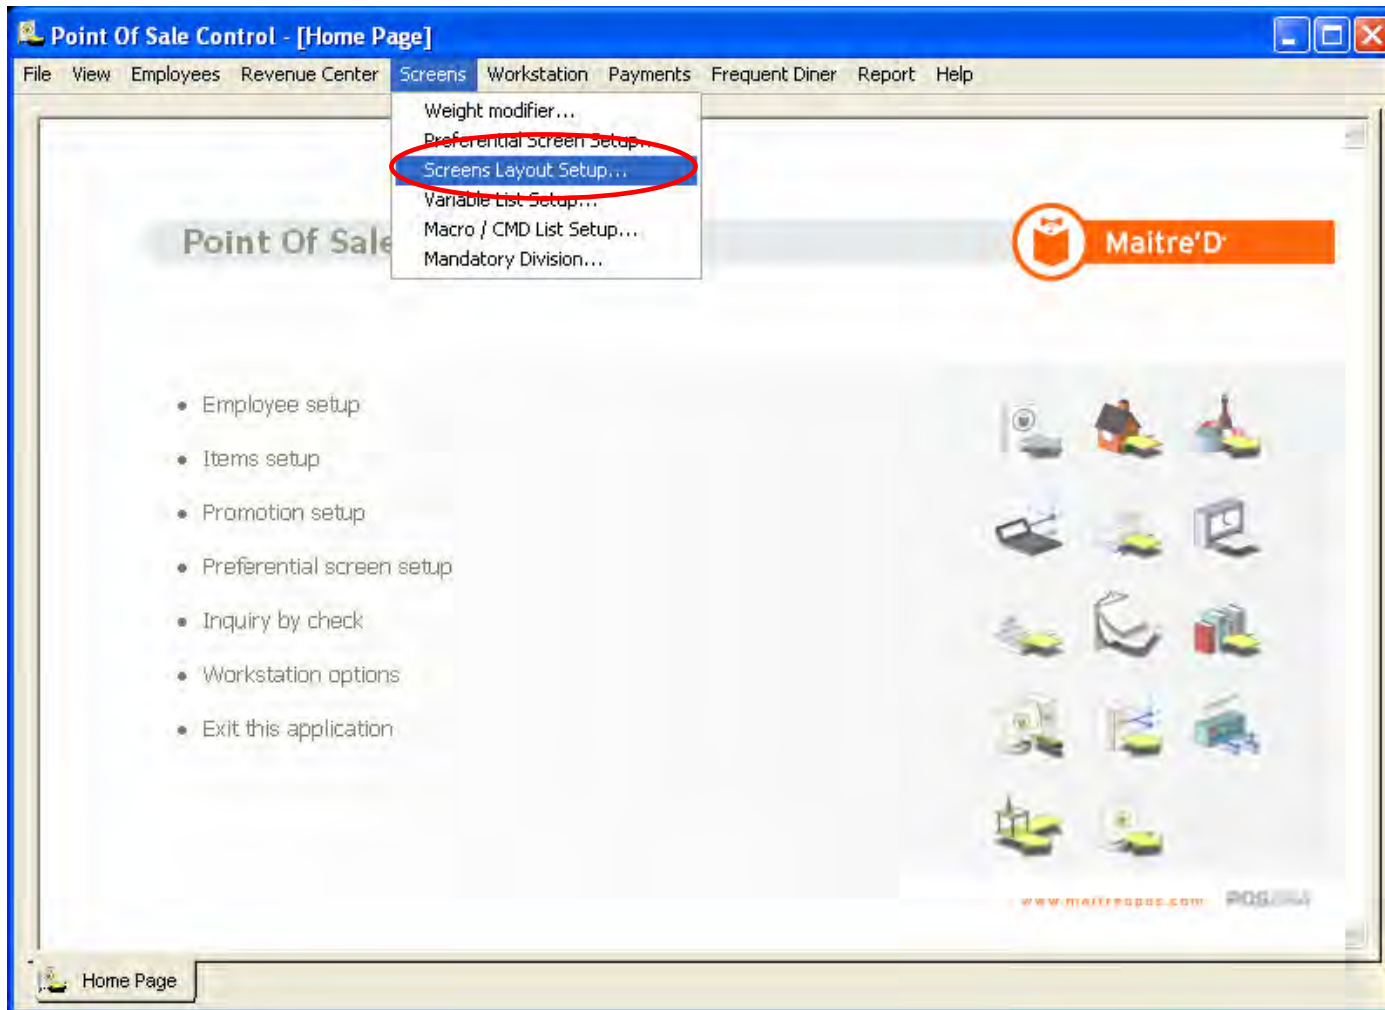 Point Of Sale Control - [Home Page]
File View Employees Revenue Center Screens Workstation Payments Frequent Diner Report Help
Weight modifier...
Preferential Screen Setup...
Screens Layout Setup...
Variable List Setup...
Macro / CMD List Setup...
Mandatory Division...
Point Of Sale
Maitre'D
• Employee setup
• Items setup
• Promotion setup
• Preferential screen setup
• Inquiry by check
• Workstation options
• Exit this application
www.maitredpos.com
Home Page